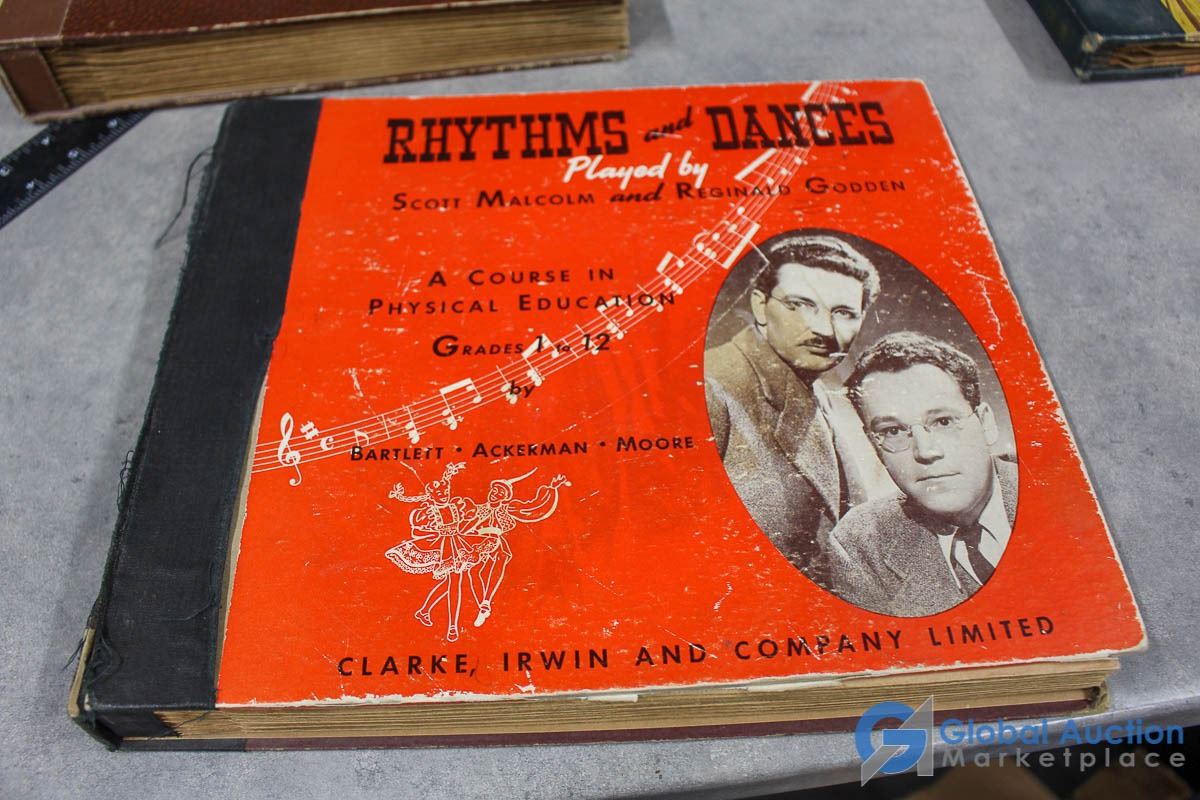 RHYTHMS and DANCES
Played by
SCOTT MALCOLM and REGINALD GODDEN
A COURSE IN
PHYSICAL EDUCATION
GRADES 1 to 12
by
BARTLETT • ACKERMAN • MOORE
CLARKE, IRWIN AND COMPANY LIMITED
Global Auction
Marketplace